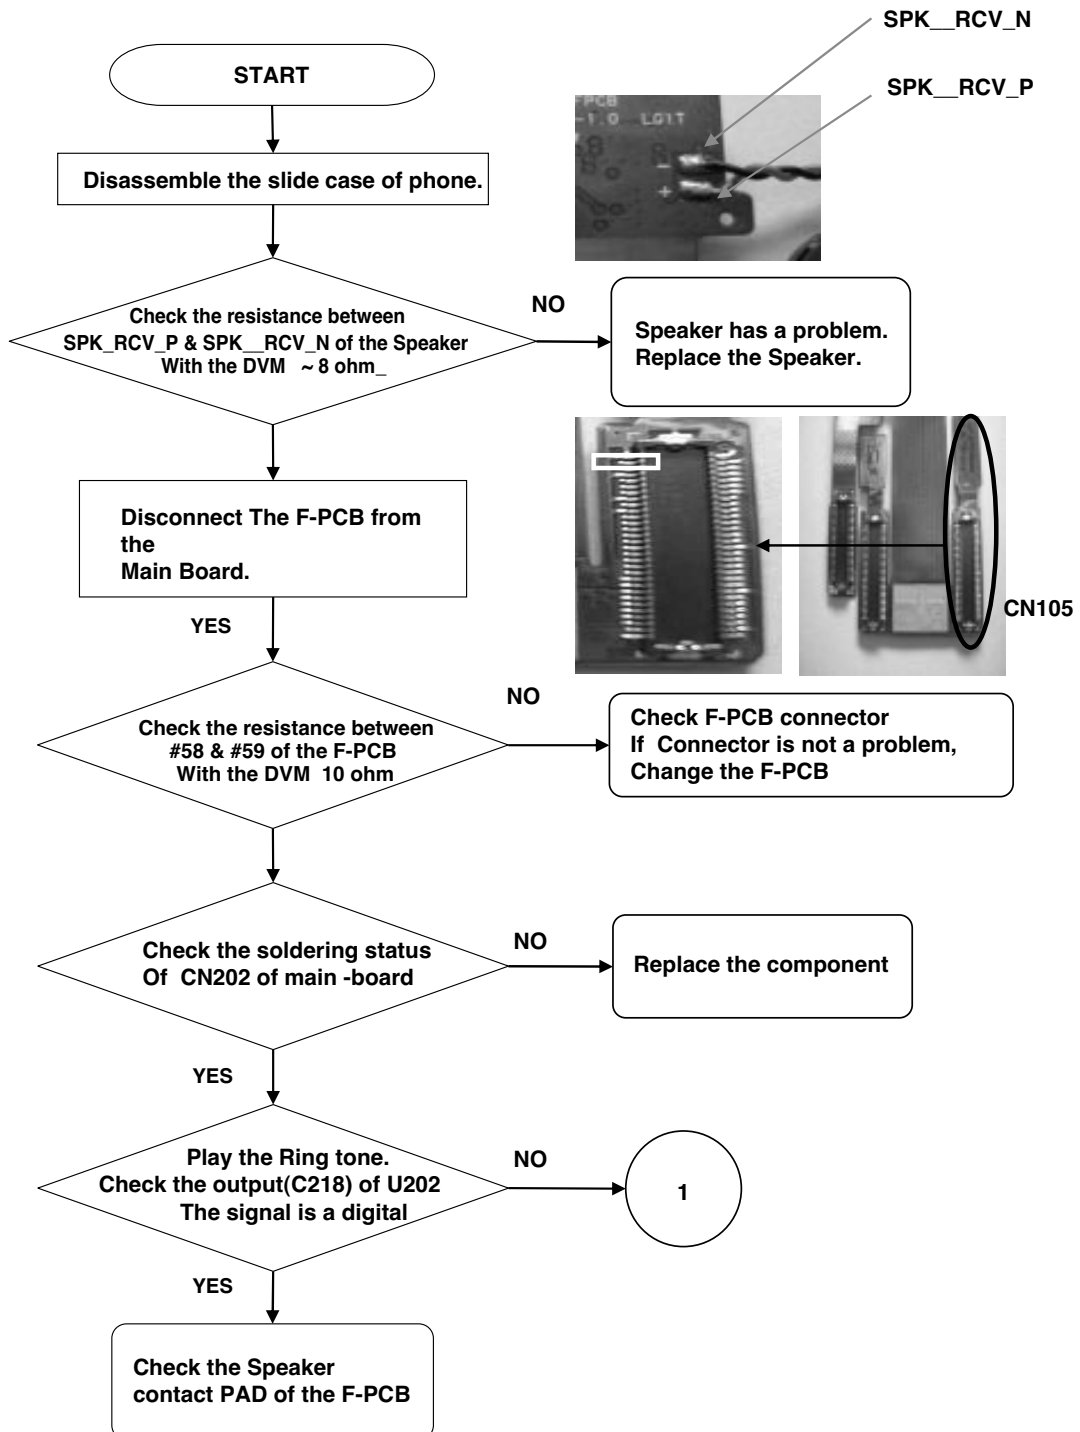 SPK__RCV_N
START
SPK__RCV_P
FPCB
-1.0 LGIT
Disassemble the slide case of phone.
-
+
Check the resistance between
SPK_RCV_P & SPK__RCV_N of the Speaker
With the DVM ~ 8 ohm_
NO
Speaker has a problem.
Replace the Speaker.
Disconnect The F-PCB from
the
Main Board.
CN105
YES
Check the resistance between
#58 & #59 of the F-PCB
With the DVM 10 ohm
NO
Check F-PCB connector
If Connector is not a problem,
Change the F-PCB
Check the soldering status
Of CN202 of main -board
NO
Replace the component
YES
Play the Ring tone.
Check the output(C218) of U202
The signal is a digital
NO
1
YES
Check the Speaker
contact PAD of the F-PCB